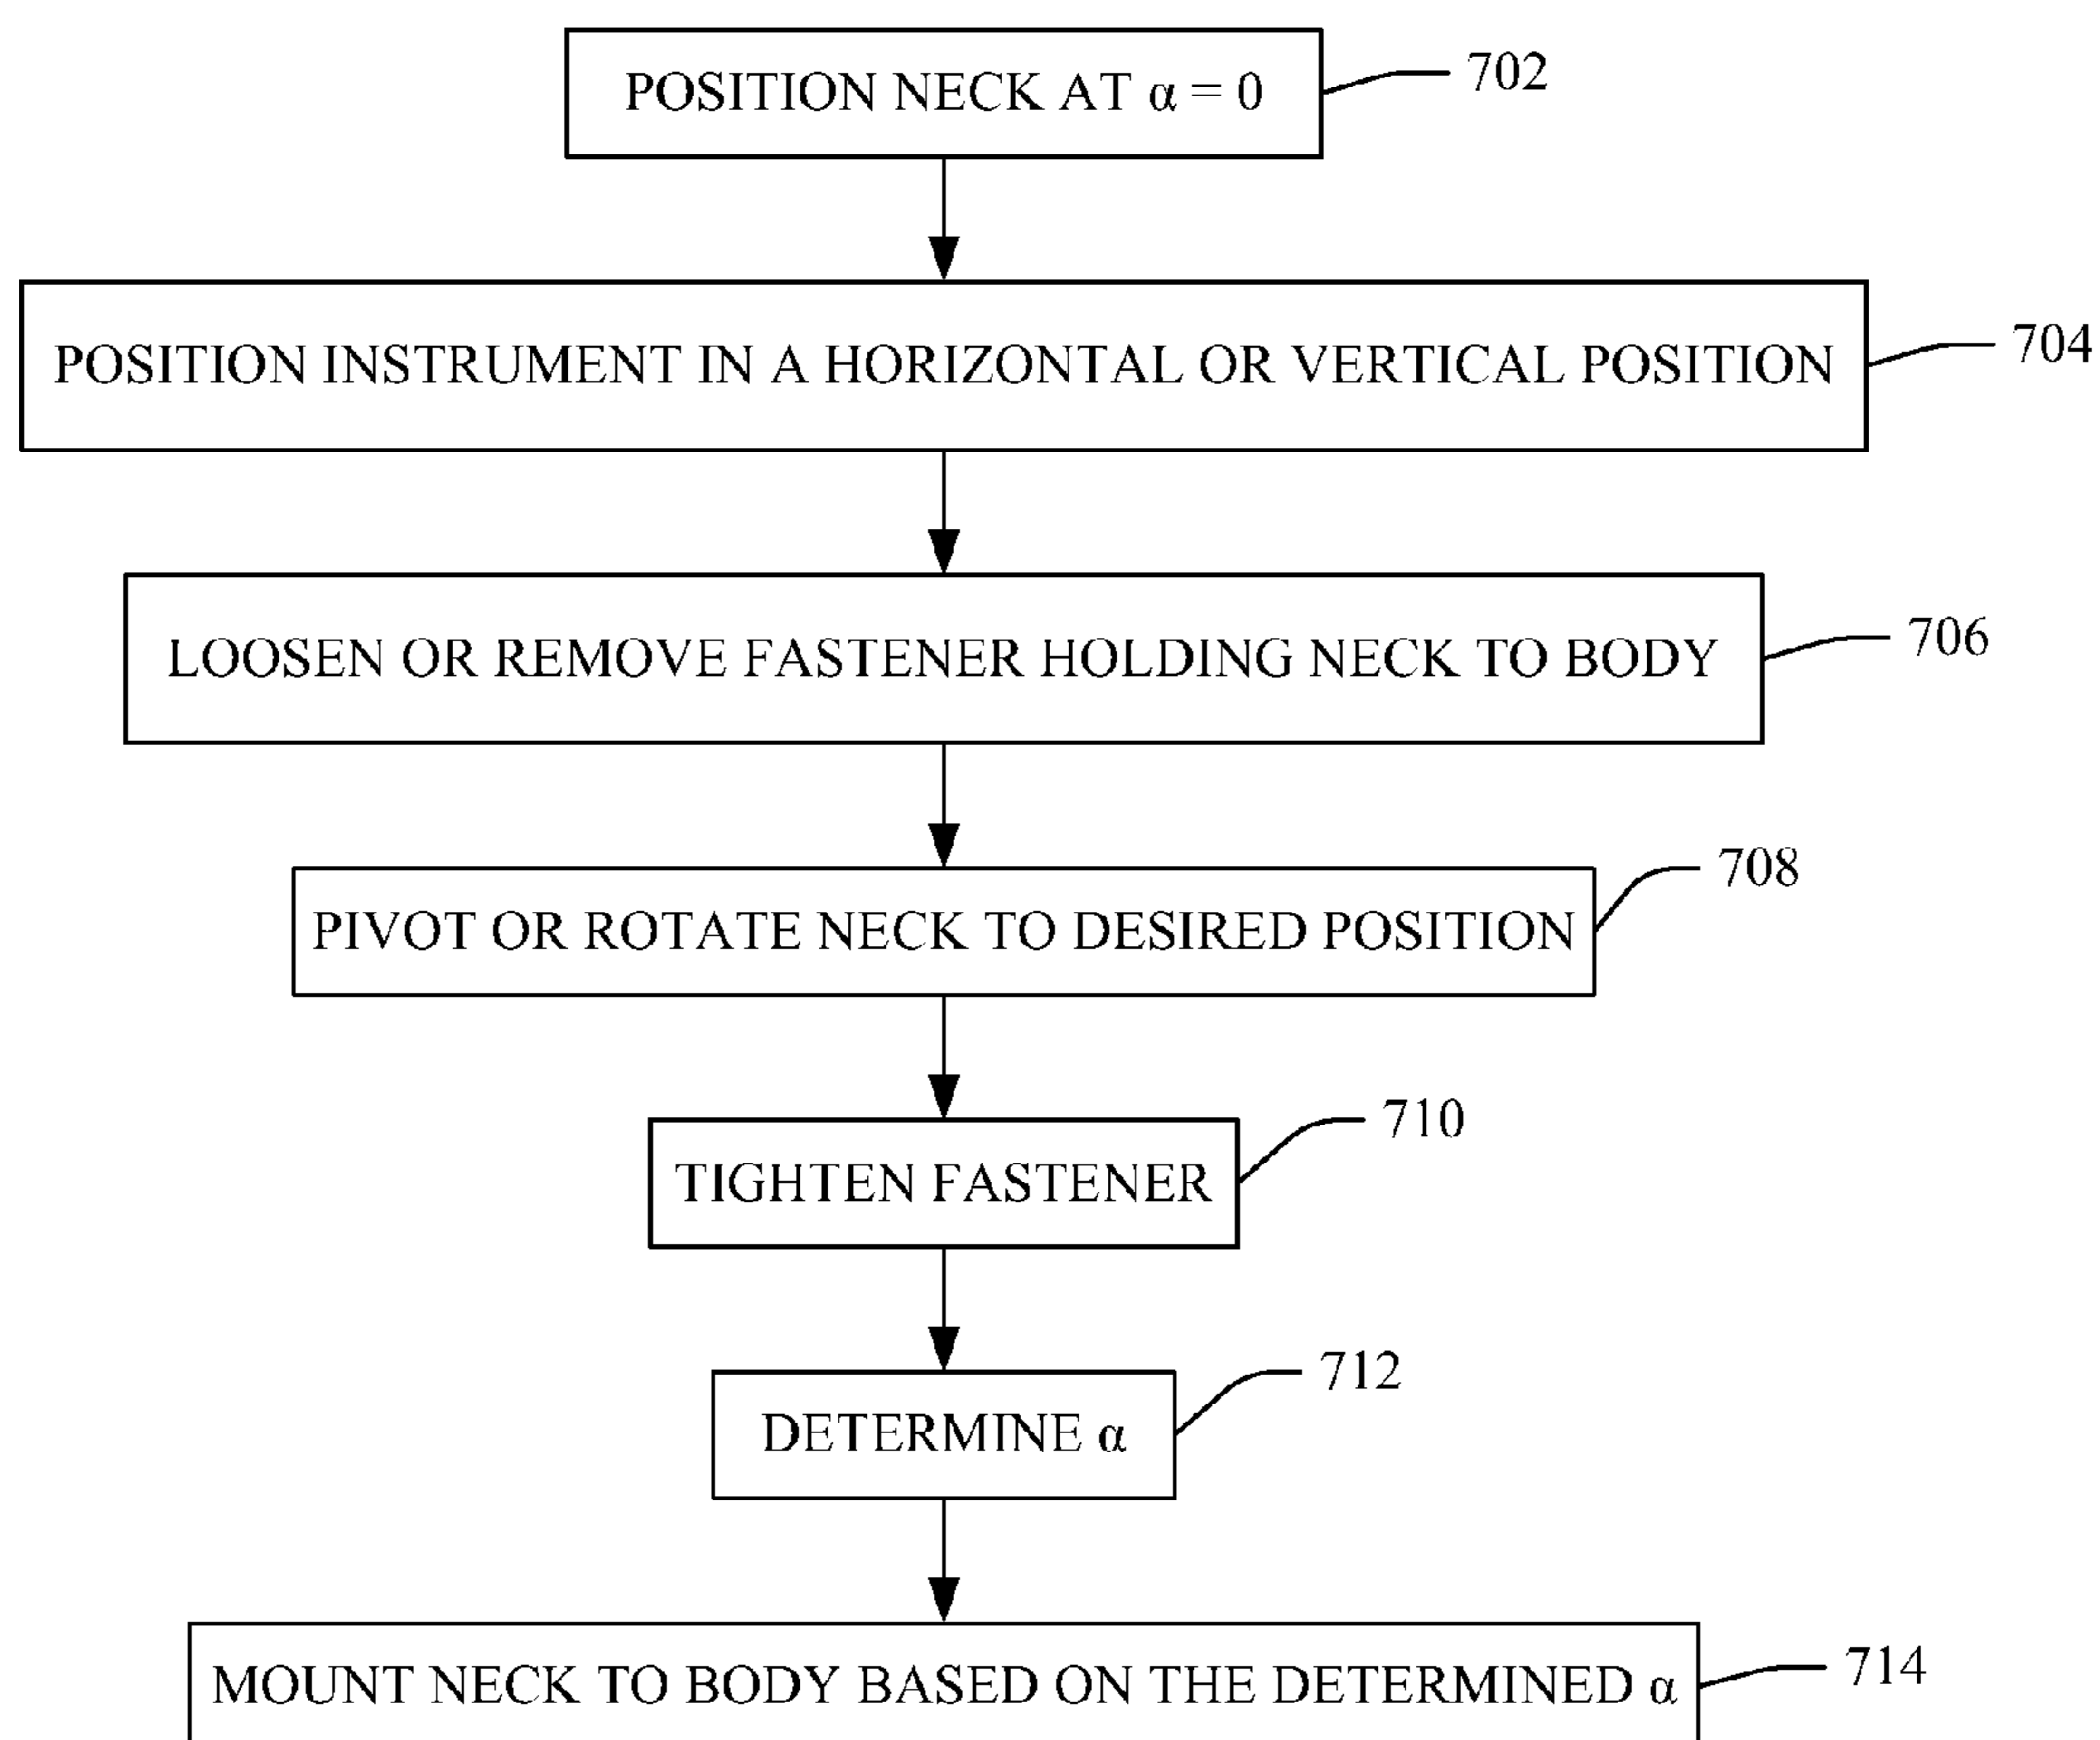 POSITION NECK AT α = 0
702
POSITION INSTRUMENT IN A HORIZONTAL OR VERTICAL POSITION
704
LOOSEN OR REMOVE FASTENER HOLDING NECK TO BODY
706
PIVOT OR ROTATE NECK TO DESIRED POSITION
708
TIGHTEN FASTENER
710
DETERMINE α
712
MOUNT NECK TO BODY BASED ON THE DETERMINED α
714